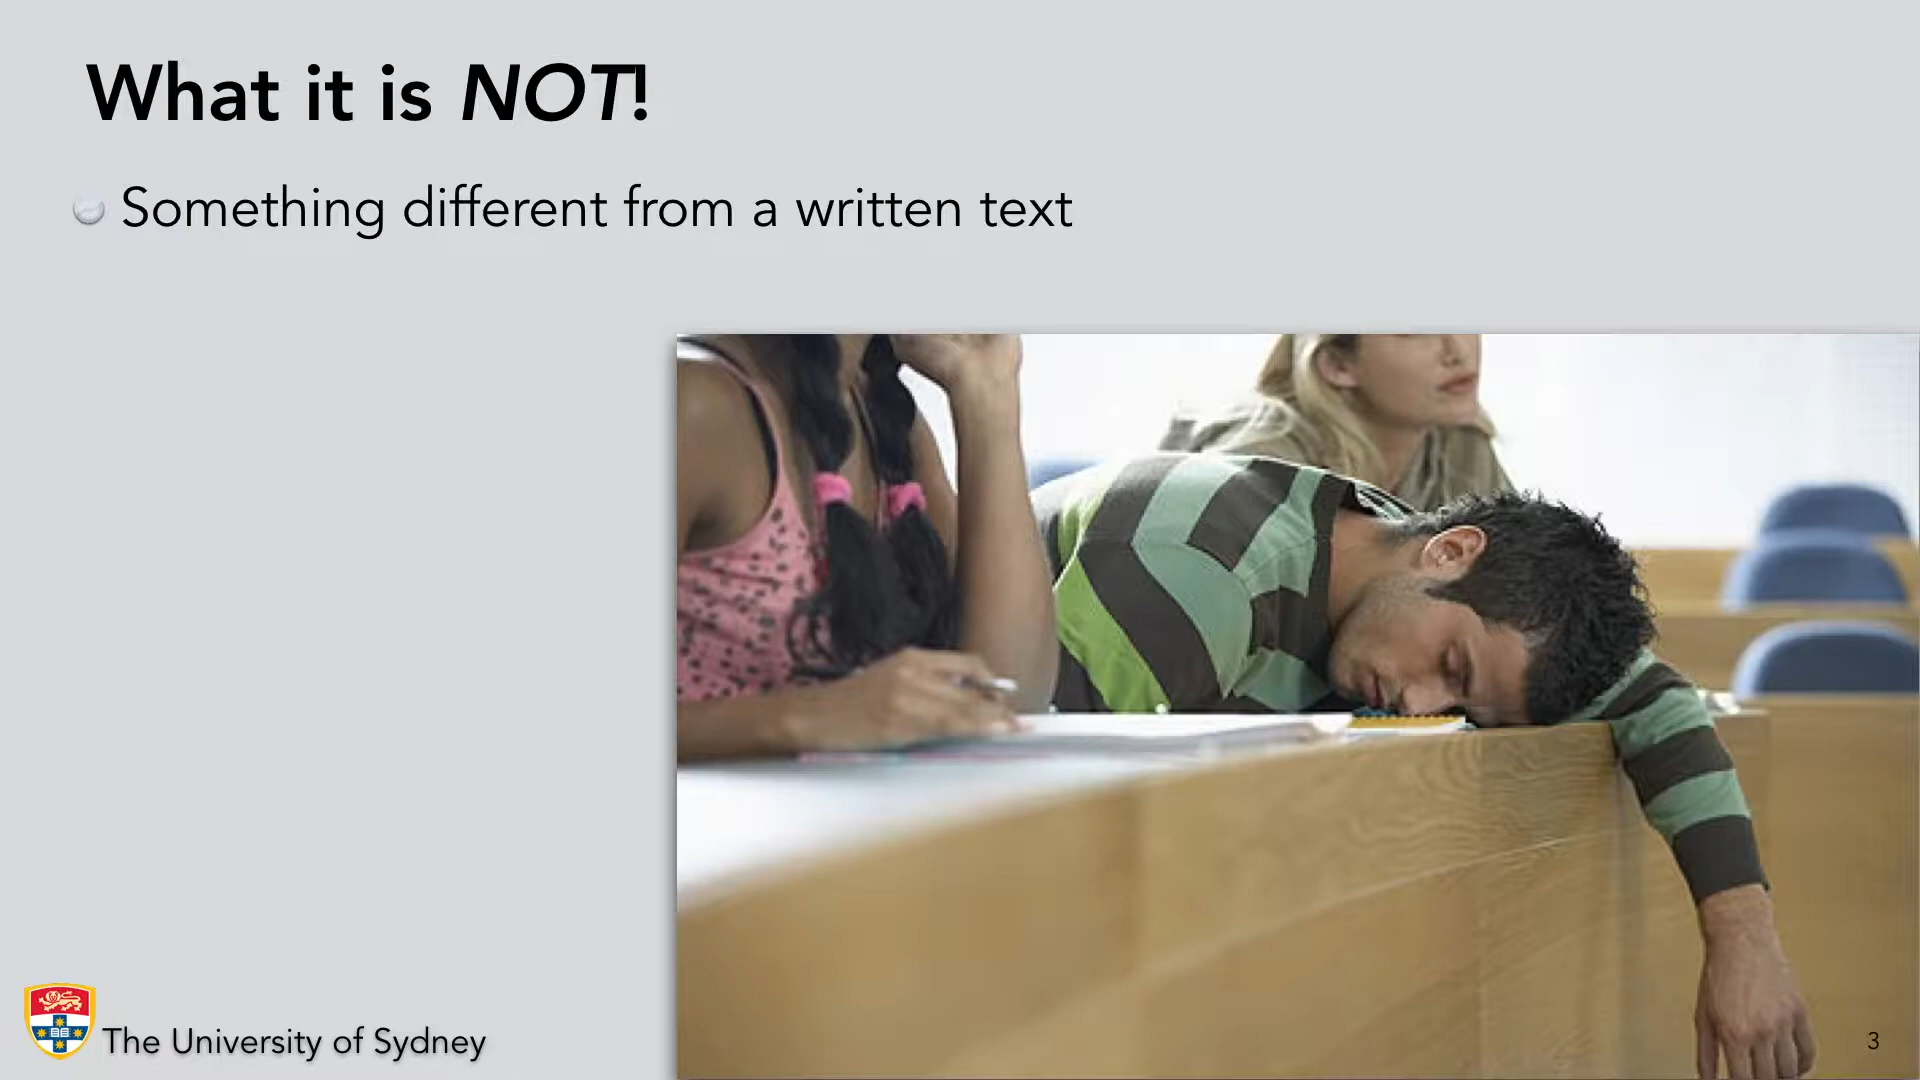 What it is NOT!
Something different from a written text
The University of Sydney
3